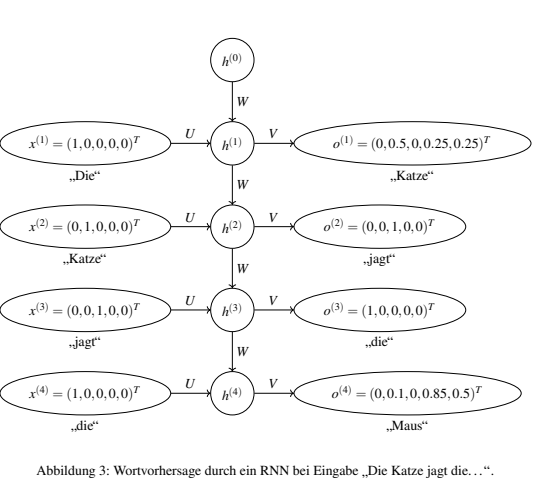 h^{(0)}
W
x^{(1)} = (1,0,0,0,0)^T U h^{(1)} V o^{(1)} = (0,0.5,0,0.25,0.25)^T
„Die“ „Katze“
W
x^{(2)} = (0,1,0,0,0)^T U h^{(2)} V o^{(2)} = (0,0,1,0,0)^T
„Katze“ „jagt“
W
x^{(3)} = (0,0,1,0,0)^T U h^{(3)} V o^{(3)} = (1,0,0,0,0)^T
„jagt“ „die“
W
x^{(4)} = (1,0,0,0,0)^T U h^{(4)} V o^{(4)} = (0,0.1,0,0.85,0.5)^T
„die“ „Maus“
Abbildung 3: Wortvorhersage durch ein RNN bei Eingabe „Die Katze jagt die…“.